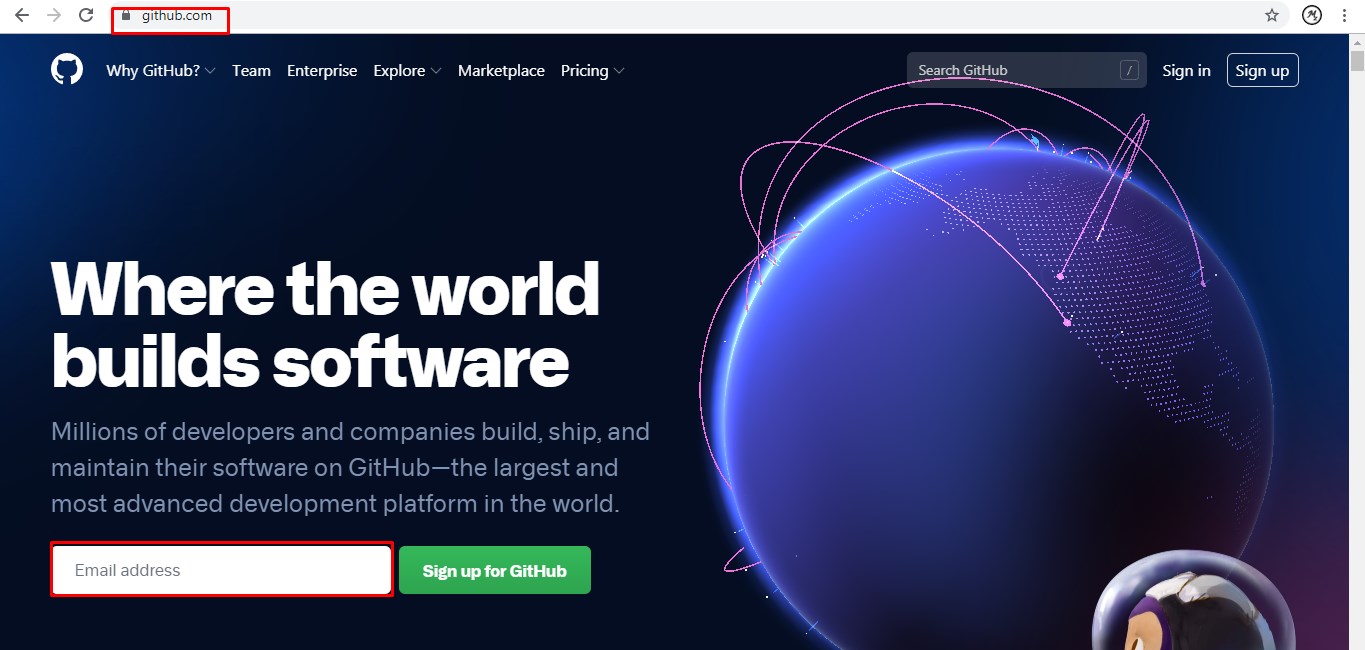 github.com
Why GitHub? Team Enterprise Explore Marketplace Pricing Search GitHub / Sign in Sign up
Where the world
builds software
Millions of developers and companies build, ship, and
maintain their software on GitHub—the largest and
most advanced development platform in the world.
Email address Sign up for GitHub